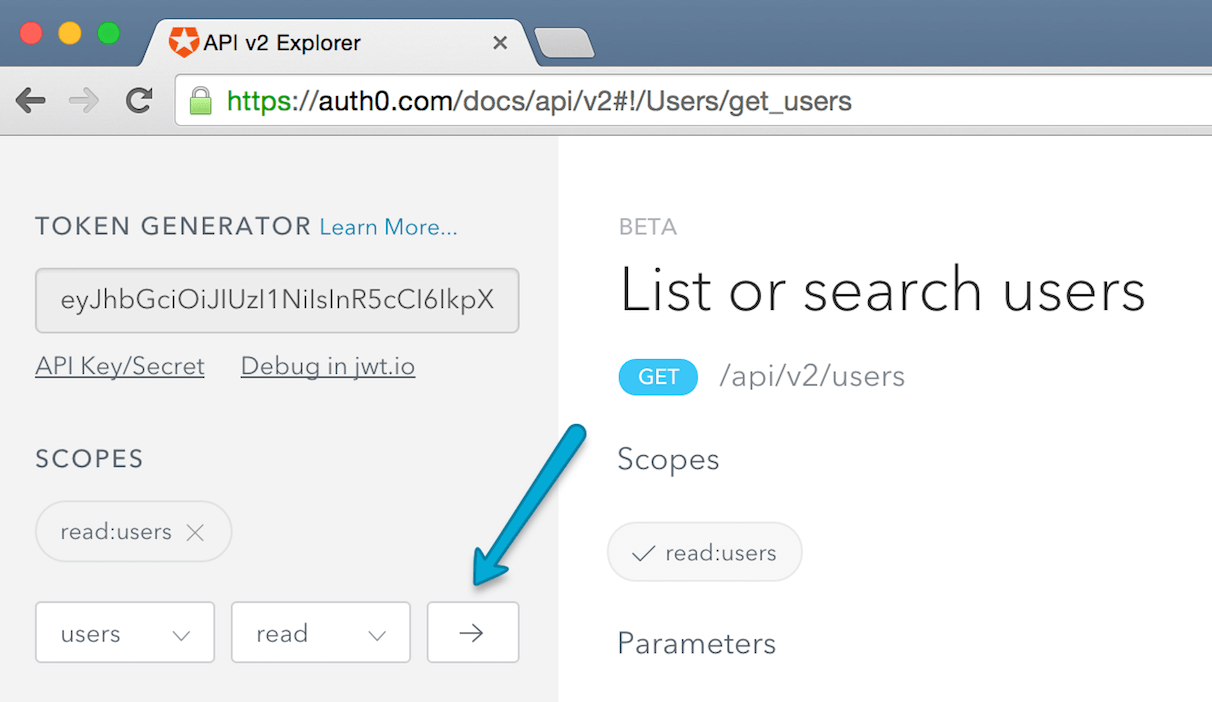 API v2 Explorer
https://auth0.com/docs/api/v2#!/Users/get_users
TOKEN GENERATOR Learn More...
eyJhbGciOiJIUzI1NiIsInR5cCI6IkpX
API Key/Secret Debug in jwt.io
SCOPES
read:users
users read
BETA
List or search users
GET /api/v2/users
Scopes
read:users
Parameters